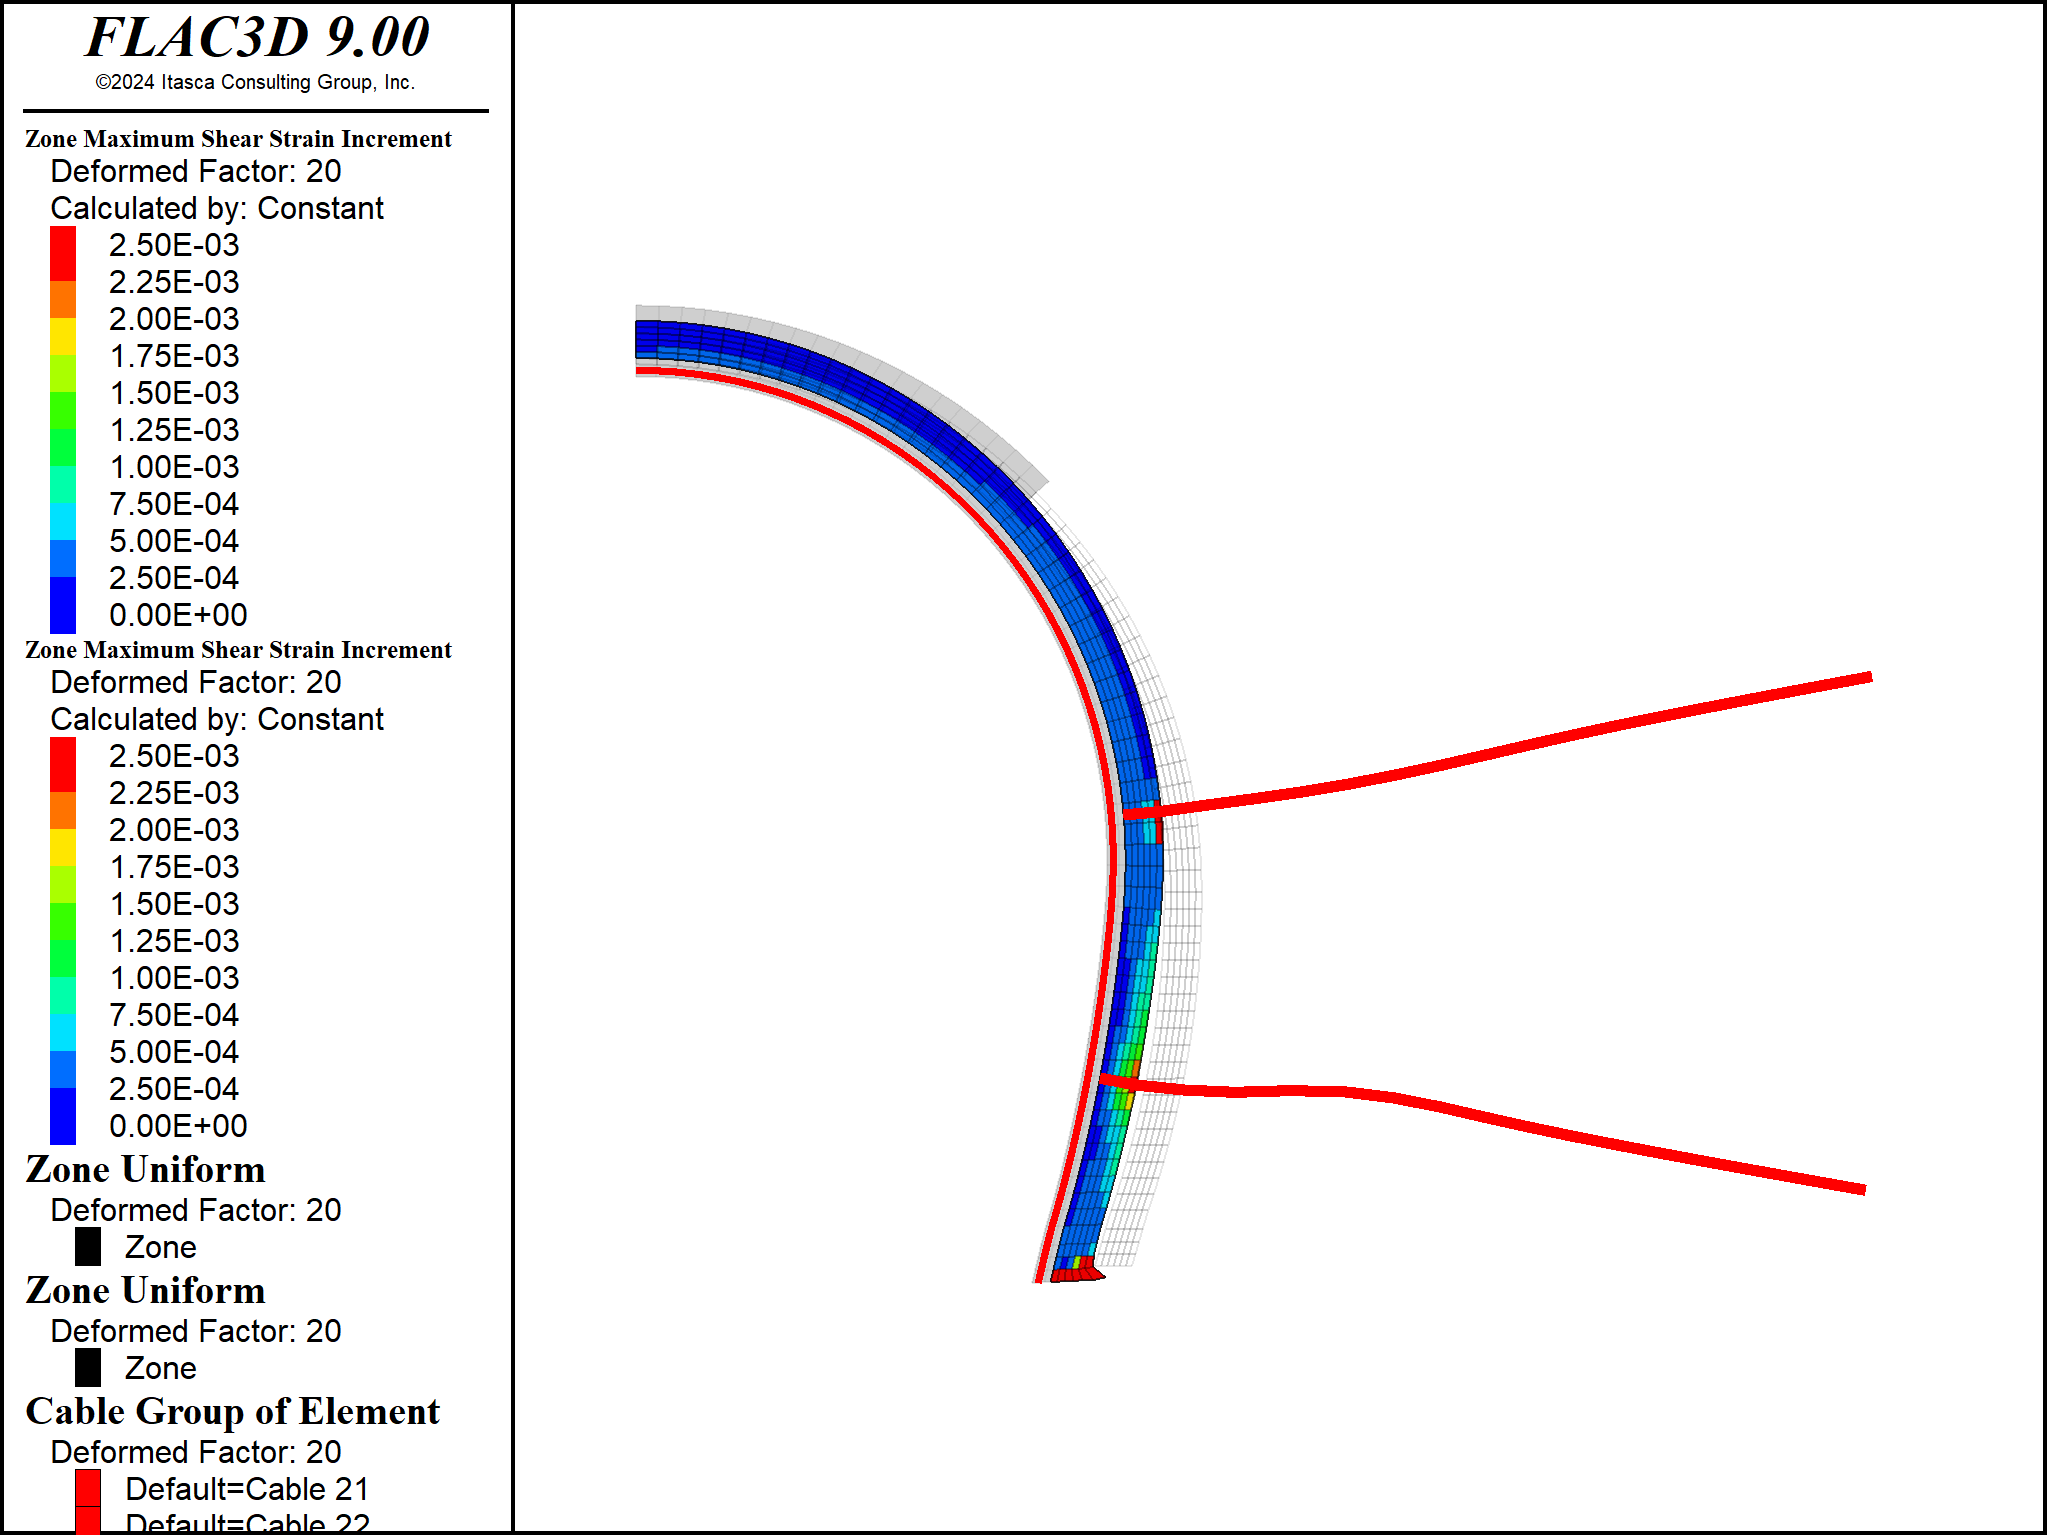 FLAC3D 9.00
©2024 Itasca Consulting Group, Inc.
Zone Maximum Shear Strain Increment
Deformed Factor: 20
Calculated by: Constant
2.50E-03
2.25E-03
2.00E-03
1.75E-03
1.50E-03
1.25E-03
1.00E-03
7.50E-04
5.00E-04
2.50E-04
0.00E+00
Zone Maximum Shear Strain Increment
Deformed Factor: 20
Calculated by: Constant
2.50E-03
2.25E-03
2.00E-03
1.75E-03
1.50E-03
1.25E-03
1.00E-03
7.50E-04
5.00E-04
2.50E-04
0.00E+00
Zone Uniform
Deformed Factor: 20
Zone
Zone Uniform
Deformed Factor: 20
Zone
Cable Group of Element
Deformed Factor: 20
Default=Cable 21
Default=Cable 22